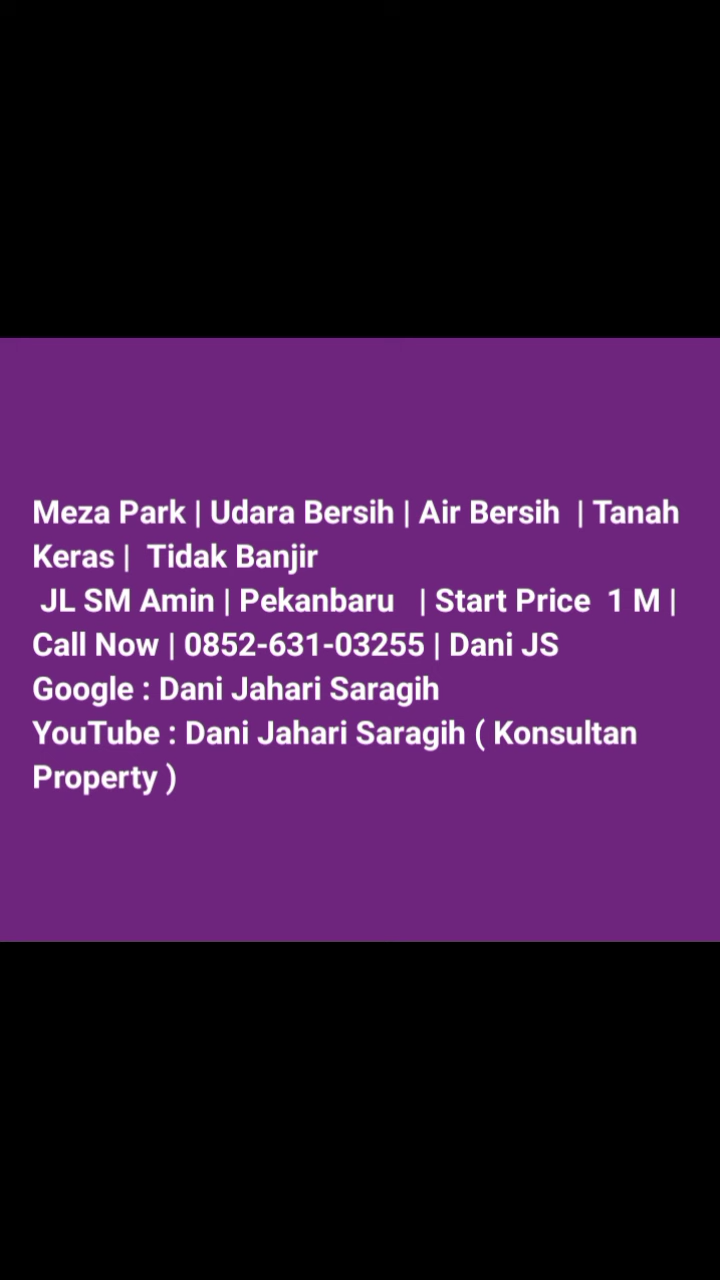 Meza Park | Udara Bersih | Air Bersih | Tanah
Keras | Tidak Banjir
JL SM Amin | Pekanbaru | Start Price 1 M |
Call Now | 0852-631-03255 | Dani JS
Google : Dani Jahari Saragih
YouTube : Dani Jahari Saragih ( Konsultan
Property )